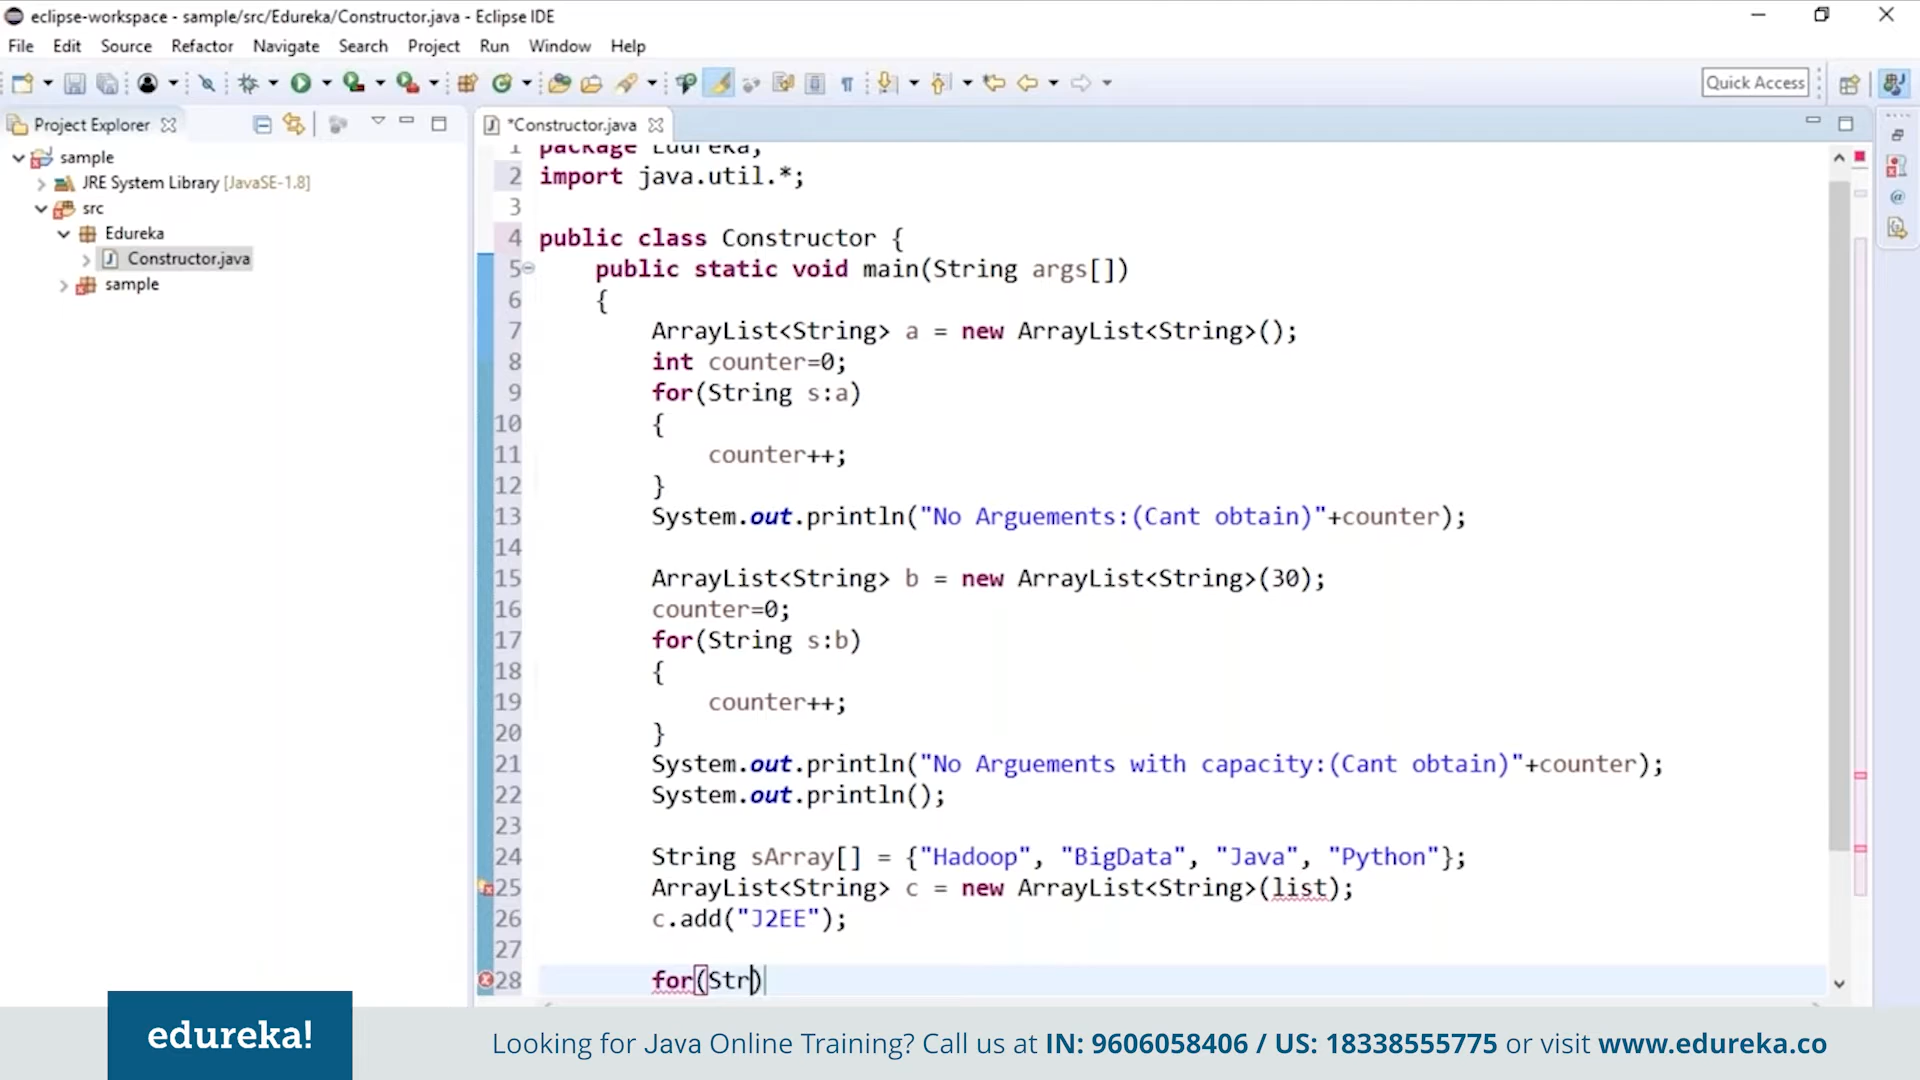 eclipse-workspace - sample/src/Edureka/Constructor.java - Eclipse IDE
File Edit Source Refactor Navigate Search Project Run Window Help
Quick Access
Project Explorer
*Constructor.java
sample
JRE System Library [JavaSE-1.8]
src
Edureka
Constructor.java
sample
1 package Edureka;
2 import java.util.*;
3
4 public class Constructor {
5 public static void main(String args[])
6 {
7 ArrayList<String> a = new ArrayList<String>();
8 int counter=0;
9 for(String s:a)
10 {
11 counter++;
12 }
13 System.out.println("No Arguements:(Cant obtain)"+counter);
14
15 ArrayList<String> b = new ArrayList<String>(30);
16 counter=0;
17 for(String s:b)
18 {
19 counter++;
20 }
21 System.out.println("No Arguements with capacity:(Cant obtain)"+counter);
22 System.out.println();
23
24 String sArray[] = {"Hadoop", "BigData", "Java", "Python"};
25 ArrayList<String> c = new ArrayList<String>(list);
26 c.add("J2EE");
27
28 for(Str)
edureka!
Looking for Java Online Training? Call us at IN: 9606058406 / US: 18338555775 or visit www.edureka.co